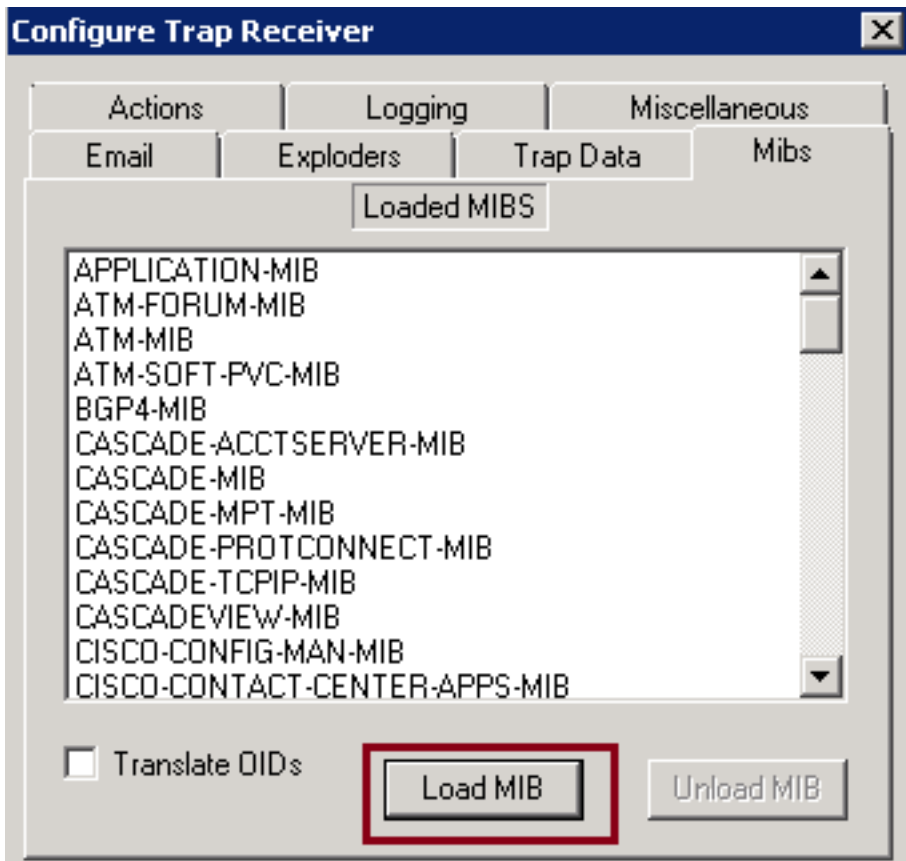 Configure Trap Receiver
Actions Logging Miscellaneous
Email Exploders Trap Data Mibs
Loaded MIBS
APPLICATION-MIB
ATM-FORUM-MIB
ATM-MIB
ATM-SOFT-PVC-MIB
BGP4-MIB
CASCADE-ACCTSERVER-MIB
CASCADE-MIB
CASCADE-MPT-MIB
CASCADE-PROTCONNECT-MIB
CASCADE-TCPIP-MIB
CASCADEVIEW-MIB
CISCO-CONFIG-MAN-MIB
CISCO-CONTACT-CENTER-APPS-MIB
Translate OIDs Load MIB Unload MIB